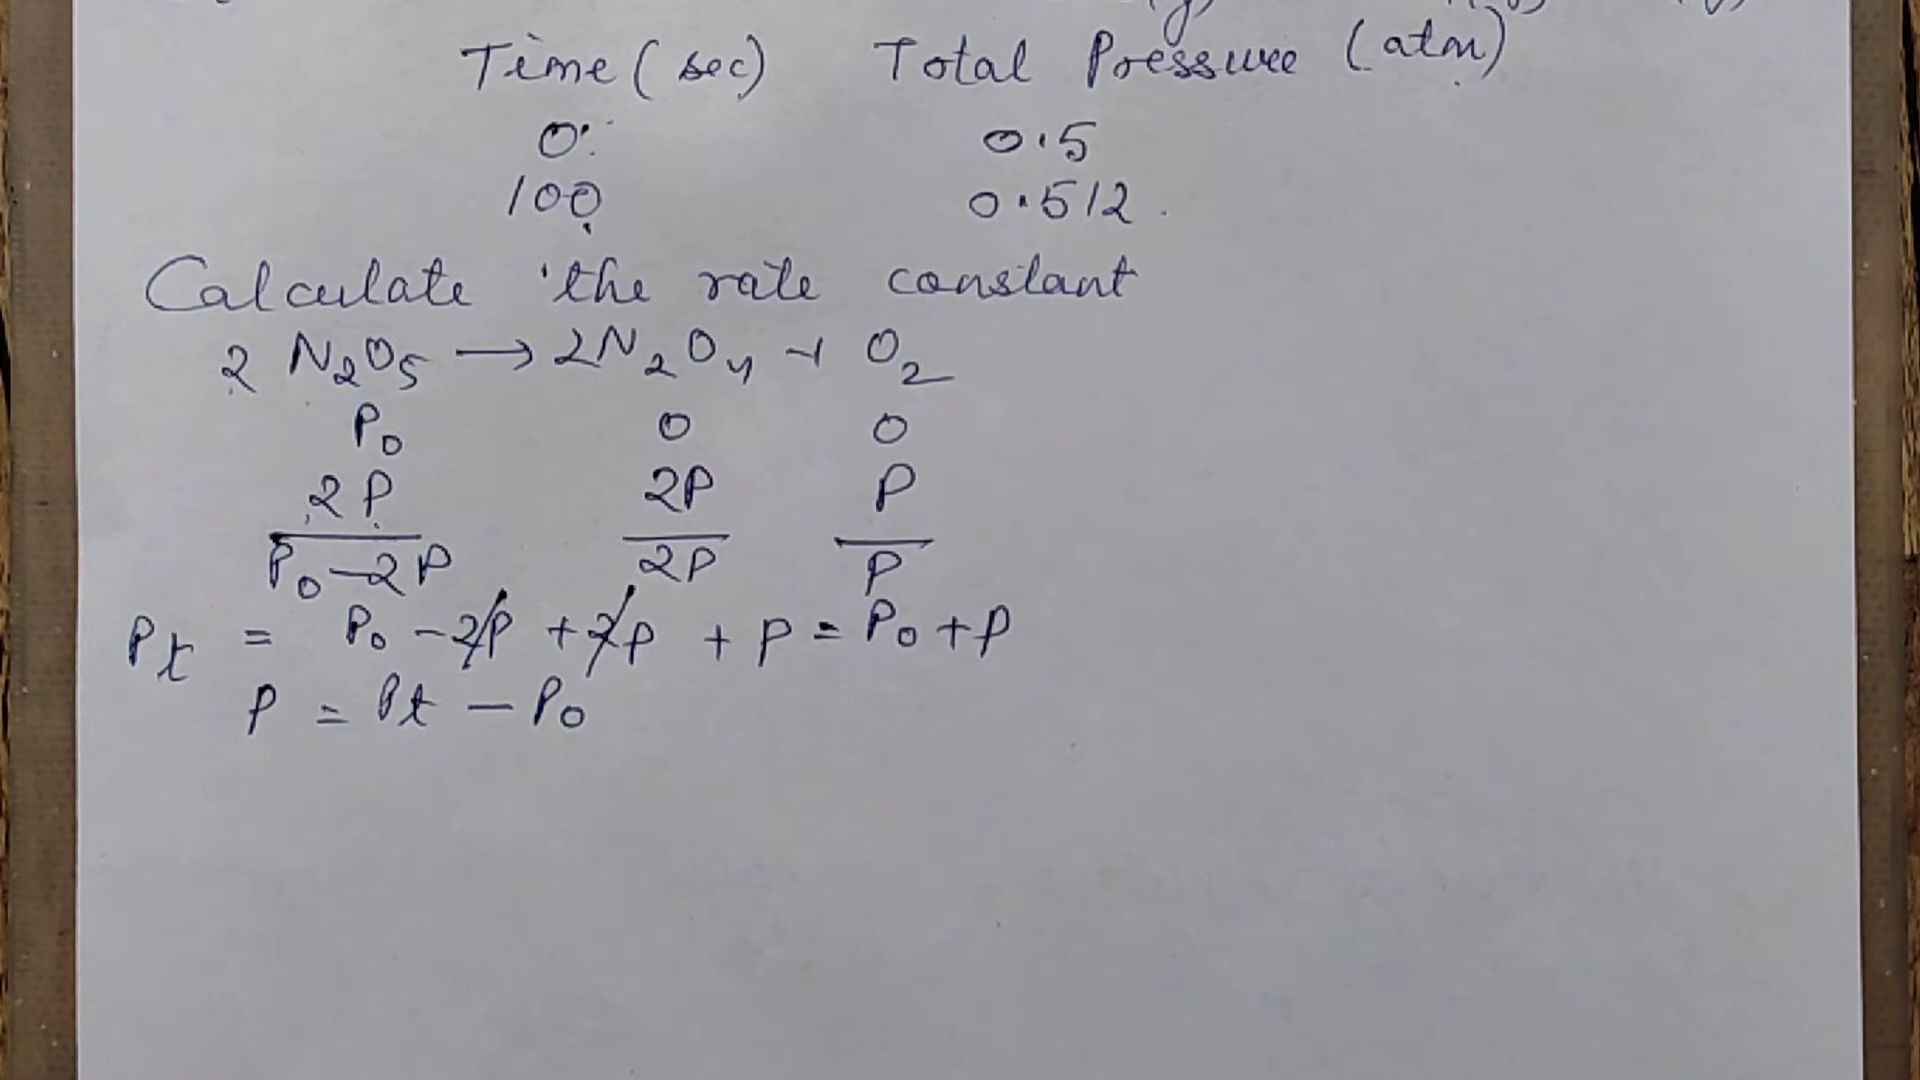 Time (sec) Total Pressure (atm)
0 0.5
100 0.512
Calculate the rate constant
2 N₂O₅ → 2N₂O₄ + O₂
P₀ 0 0
2P 2P P
P₀-2P 2P P
Pt = P₀ - 2P + 2P + P = P₀ + P
P = Pt - P₀